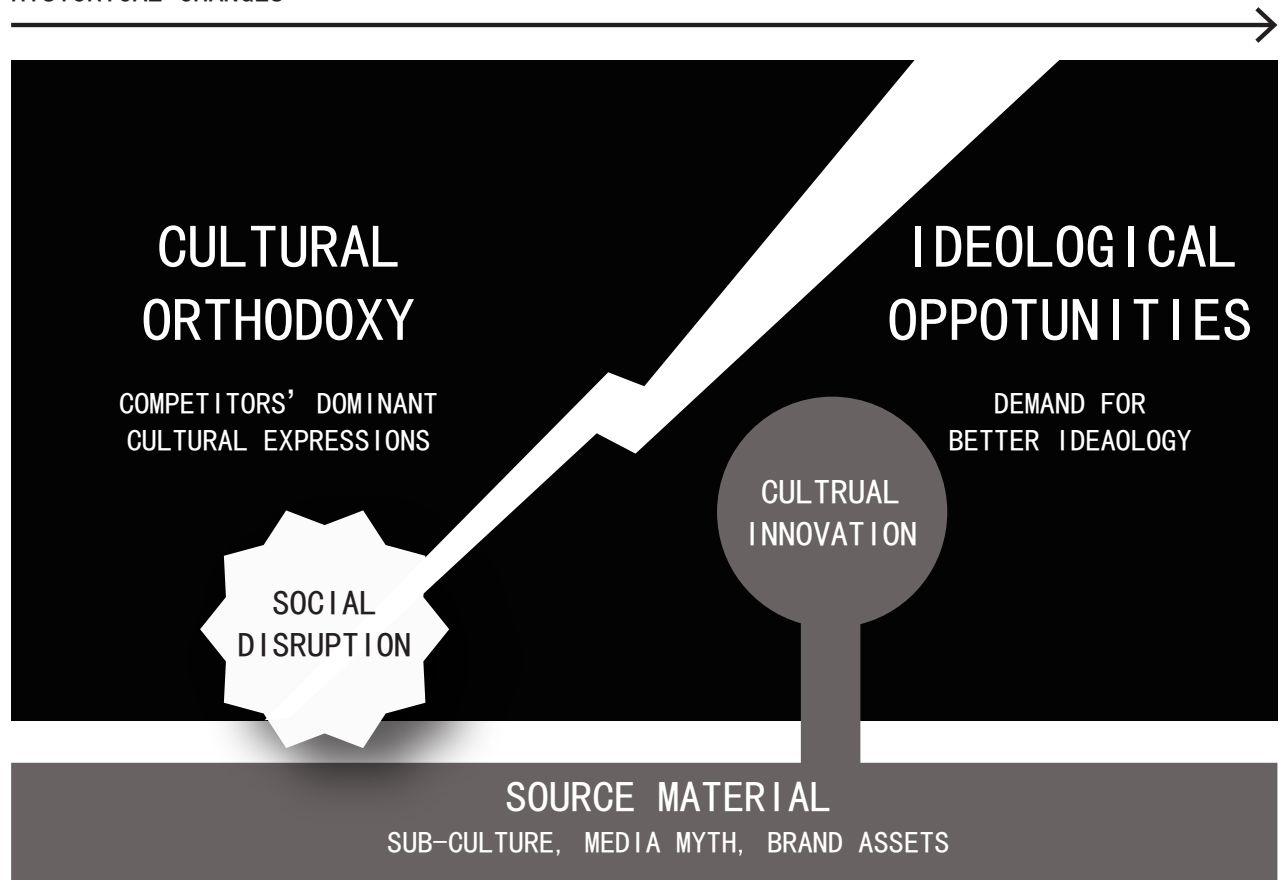 CULTURAL
ORTHODOXY
COMPETITORS’ DOMINANT
CULTURAL EXPRESSIONS
IDEOLOGICAL
OPPOTUNITIES
DEMAND FOR
BETTER IDEAOLOGY
CULTRUAL
INNOVATION
SOCIAL
DISRUPTION
SOURCE MATERIAL
SUB-CULTURE, MEDIA MYTH, BRAND ASSETS